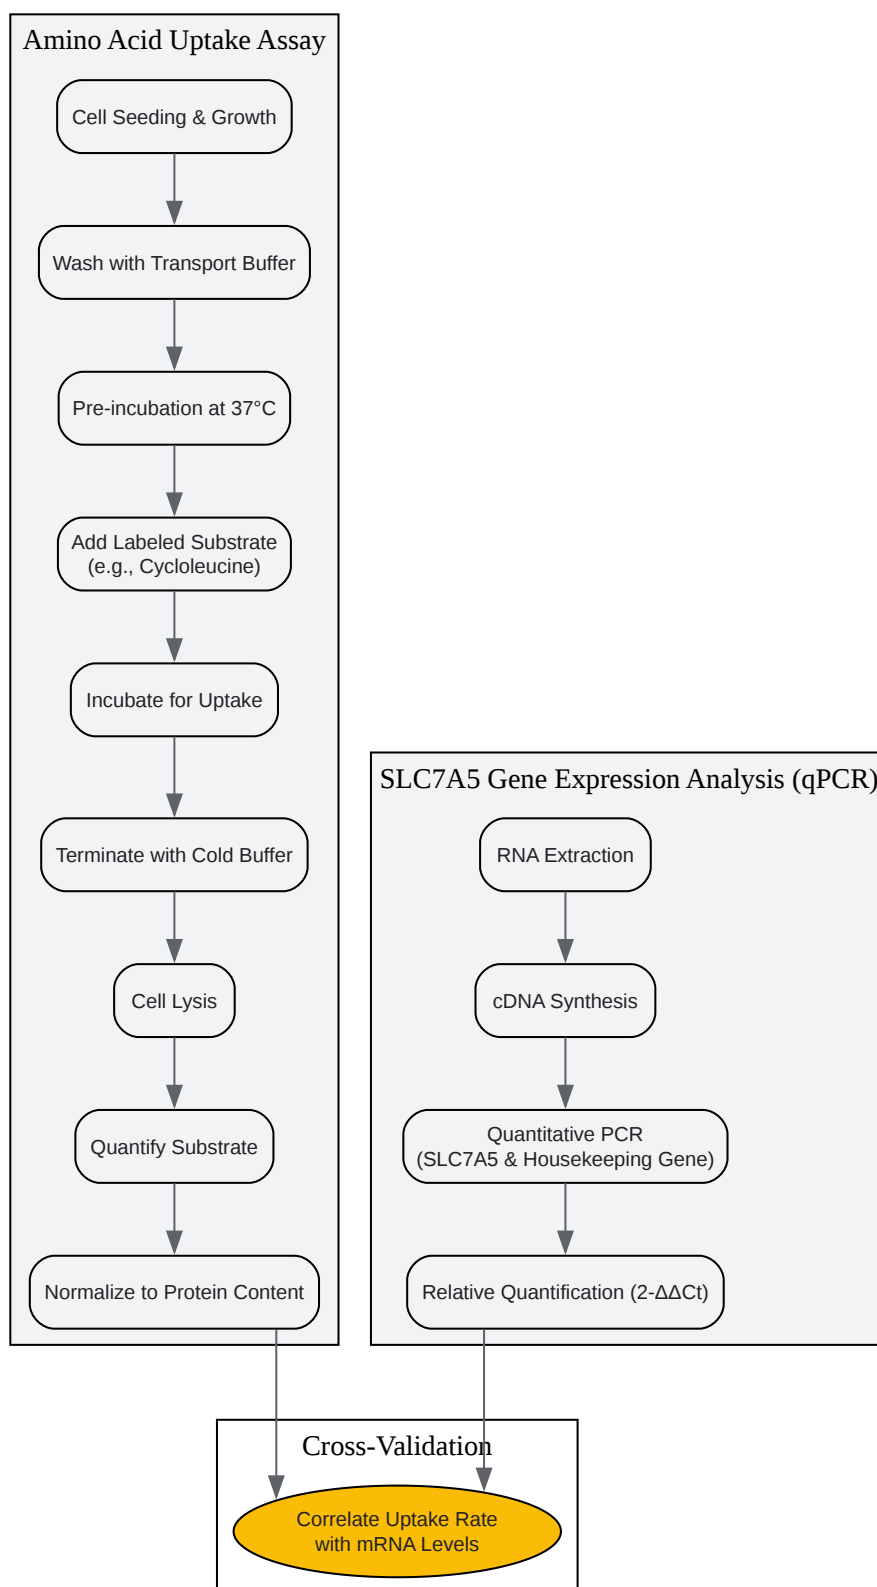 Amino Acid Uptake Assay
Cell Seeding & Growth
Wash with Transport Buffer
Pre-incubation at 37°C
Add Labeled Substrate
(e.g., Cycloleucine)
Incubate for Uptake
Terminate with Cold Buffer
Cell Lysis
Quantify Substrate
Normalize to Protein Content
SLC7A5 Gene Expression Analysis (qPCR)
RNA Extraction
cDNA Synthesis
Quantitative PCR
(SLC7A5 & Housekeeping Gene)
Relative Quantification (2-ΔΔCt)
Cross-Validation
Correlate Uptake Rate
with mRNA Levels